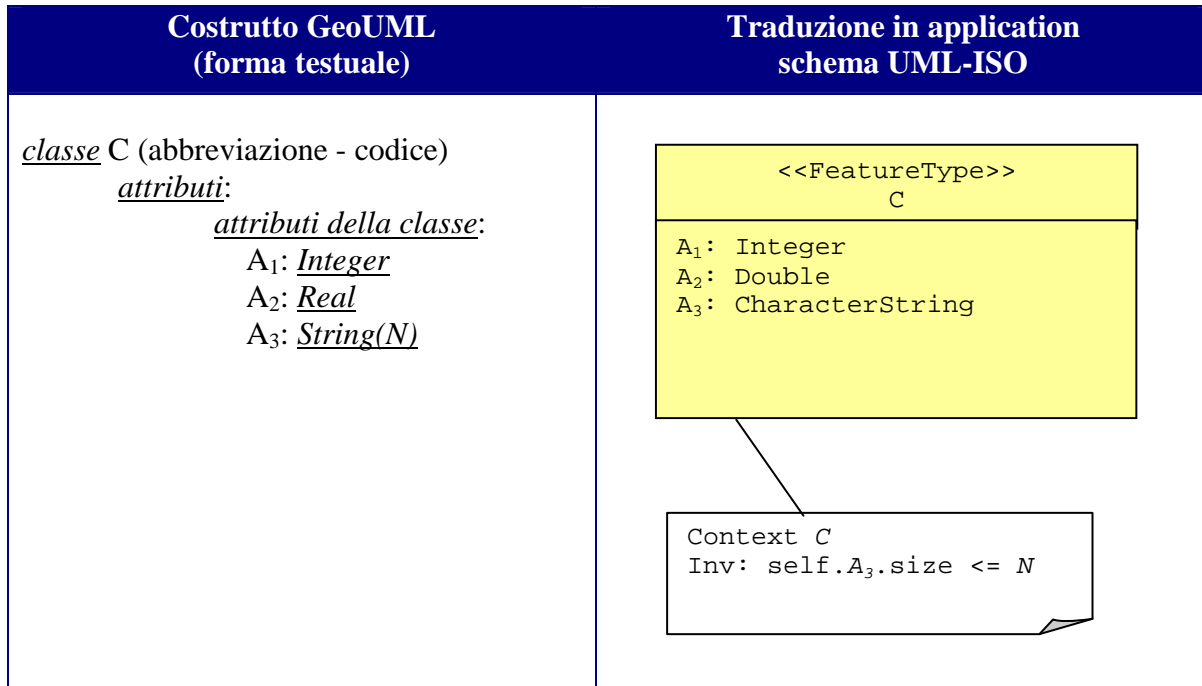 Costrutto GeoUML
(forma testuale)
Traduzione in application
schema UML-ISO
classe C (abbreviazione - codice)
attributi:
attributi della classe:
A₁: Integer
A₂: Real
A₃: String(N)
<<FeatureType>>
C
A₁: Integer
A₂: Double
A₃: CharacterString
Context C
Inv: self.A₃.size <= N